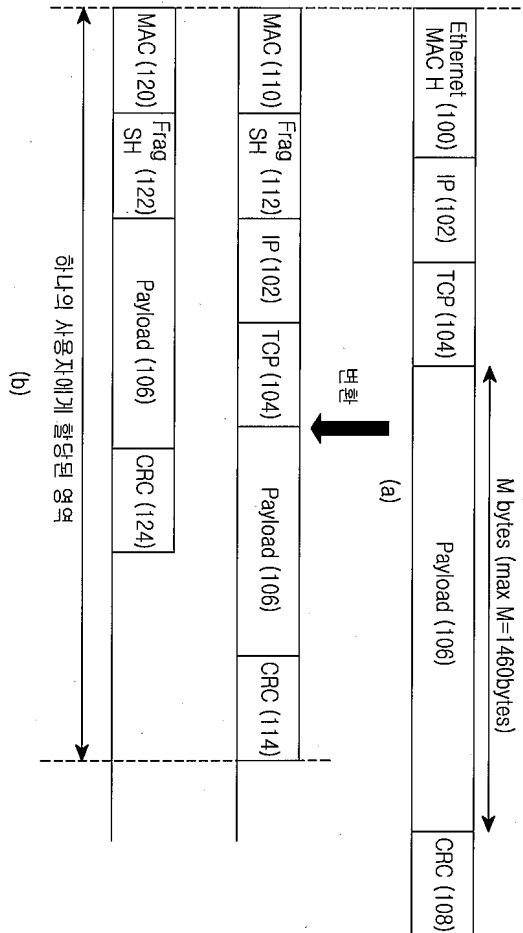 M bytes (max M=1460bytes)
Ethernet
MAC H (100)
IP (102)
TCP (104)
Payload (106)
CRC (108)
(a)
변환
MAC (110)
Frag
SH (112)
IP (102)
TCP (104)
Payload (106)
CRC (114)
MAC (120)
Frag
SH (122)
Payload (106)
CRC (124)
하나의 사용자에게 할당된 영역
(b)